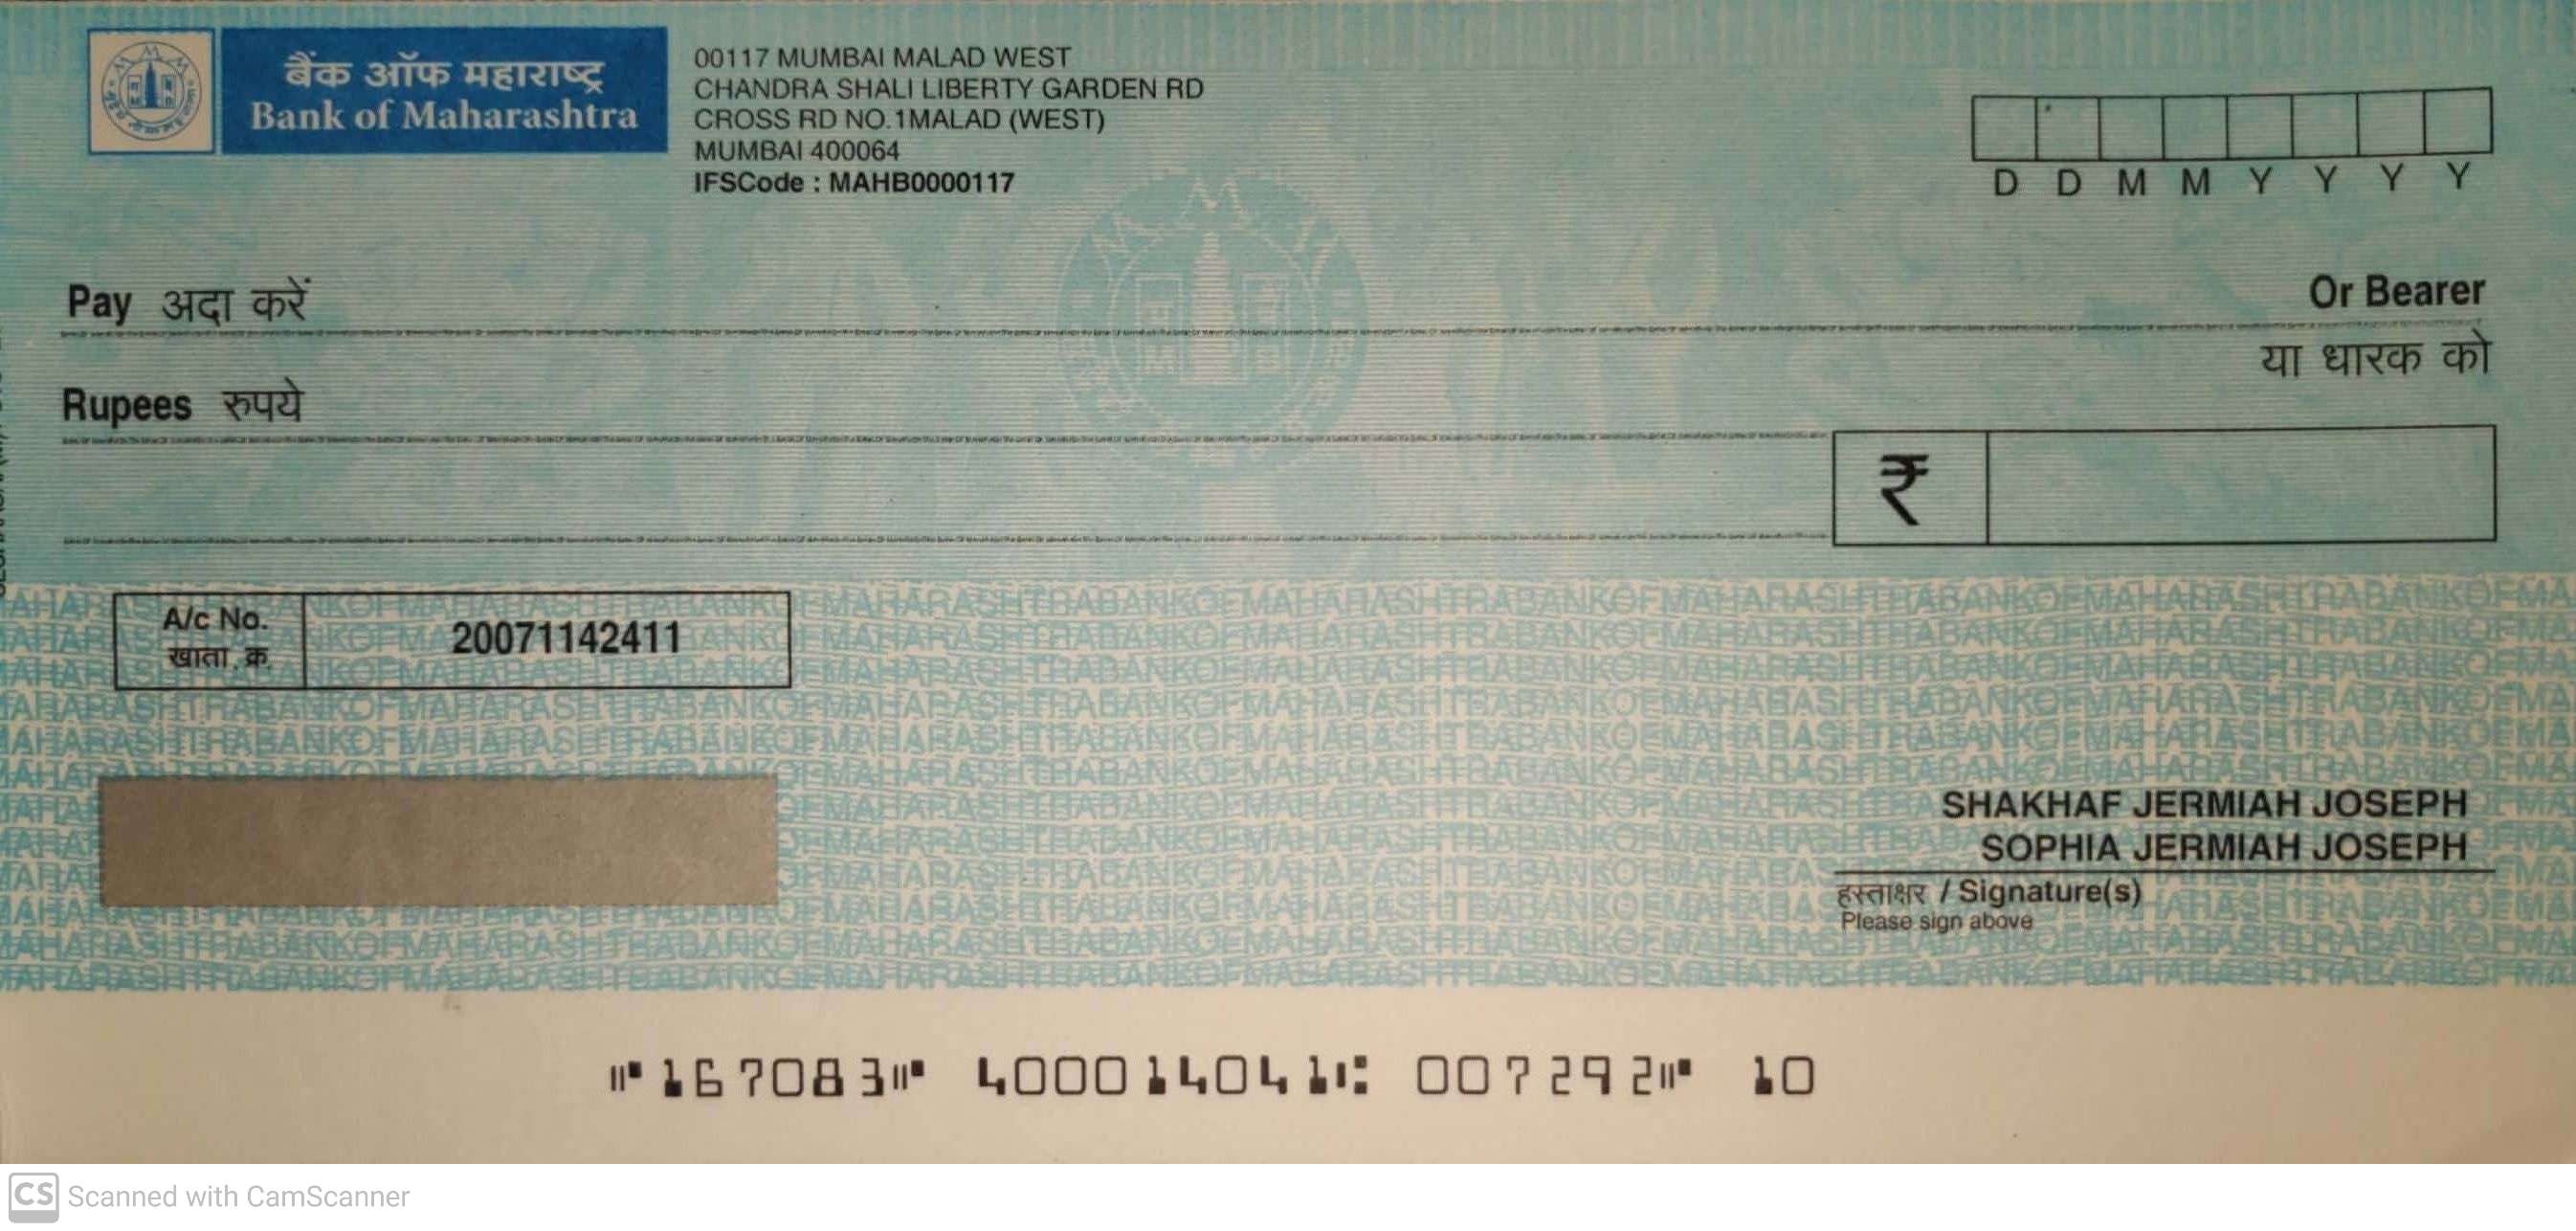 बैंक ऑफ महाराष्ट्र
Bank of Maharashtra
00117 MUMBAI MALAD WEST
CHANDRA SHALI LIBERTY GARDEN RD
CROSS RD NO.1MALAD (WEST)
MUMBAI 400064
IFSCode : MAHB0000117
D D M M Y Y Y Y
Pay अदा करें
Or Bearer
या धारक को
Rupees रुपये
₹
A/c No.
खाता. क्र.
20071142411
SHAKHAF JERMIAH JOSEPH
SOPHIA JERMIAH JOSEPH
हस्ताक्षर / Signature(s)
Please sign above
⑈167083⑈ 400014041⑆ 007292⑈ 10
CS Scanned with CamScanner